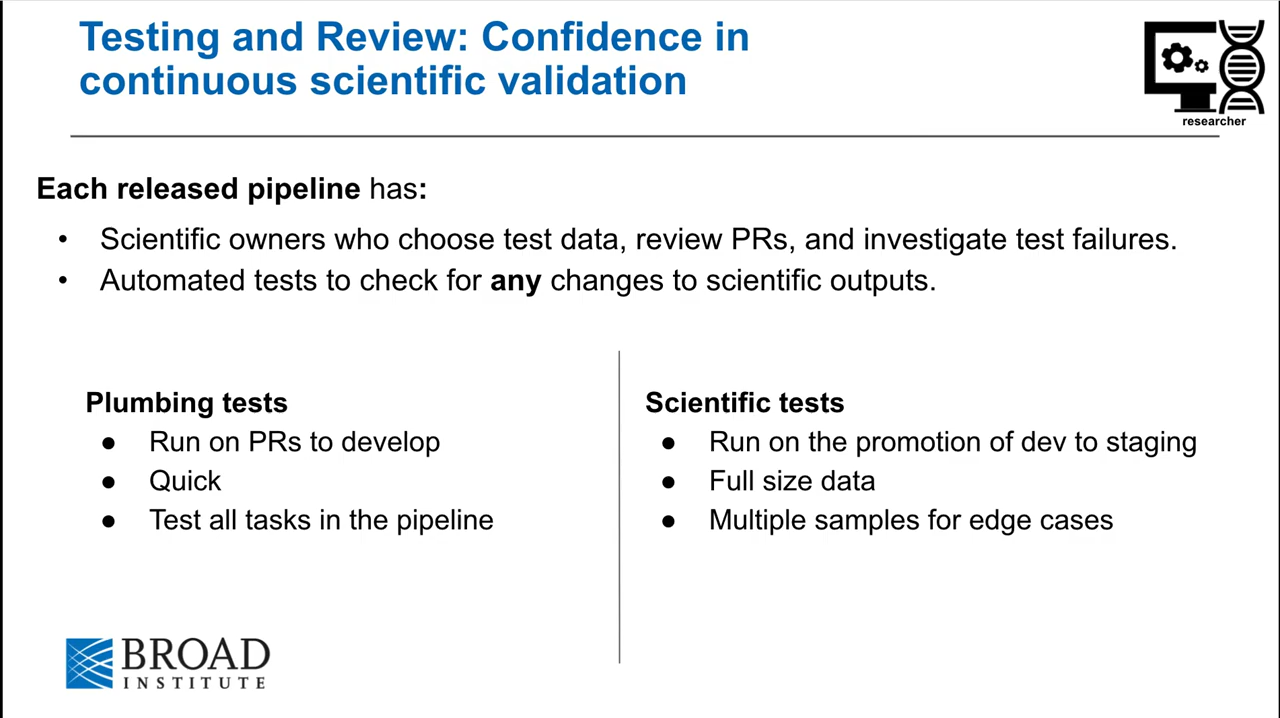 Testing and Review: Confidence in
continuous scientific validation
researcher
Each released pipeline has:
• Scientific owners who choose test data, review PRs, and investigate test failures.
• Automated tests to check for any changes to scientific outputs.
Plumbing tests
● Run on PRs to develop
● Quick
● Test all tasks in the pipeline
Scientific tests
● Run on the promotion of dev to staging
● Full size data
● Multiple samples for edge cases
BROAD
INSTITUTE